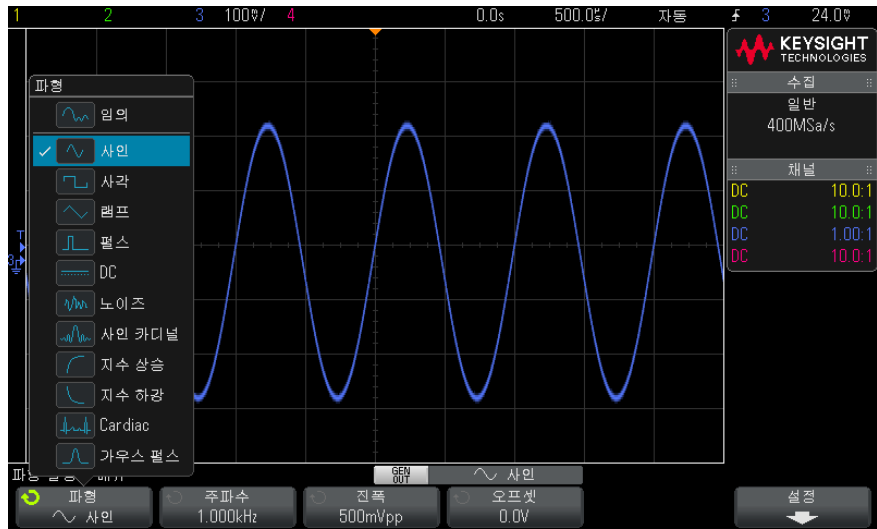 1 2 3 100㎷/ 4 0.0s 500.0㎲/ 자동 3 24.0㎷
KEYSIGHT
TECHNOLOGIES
수집
일반
400MSa/s
채널
DC 10.0:1
DC 10.0:1
DC 1.00:1
DC 10.0:1
파형
임의
사인
사각
램프
펄스
DC
노이즈
사인 카디널
지수 상승
지수 하강
Cardiac
가우스 펄스
T
3
GEN OUT 사인
파형 사인
주파수 1.000kHz
진폭 500mVpp
오프셋 0.0V
설정